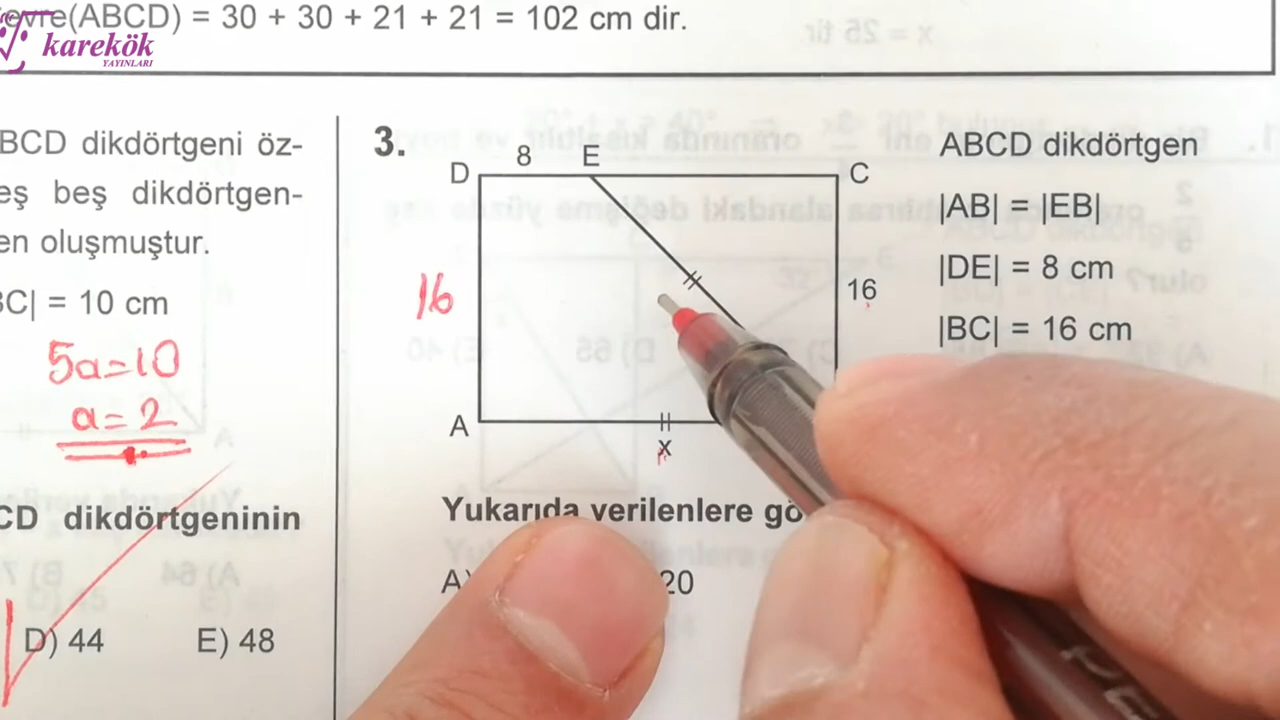 evre(ABCD) = 30 + 30 + 21 + 21 = 102 cm dir.
karekök
YAYINLARI
BCD dikdörtgeni öz-
eş beş dikdörtgen-
en oluşmuştur.
BC| = 10 cm
5a=10
a=2
CD dikdörtgeninin
D) 44 E) 48
3.
D 8 E C
16
16
A
x
ABCD dikdörtgen
|AB| = |EB|
|DE| = 8 cm
|BC| = 16 cm
Yukarıda verilenlere gö
A) 20